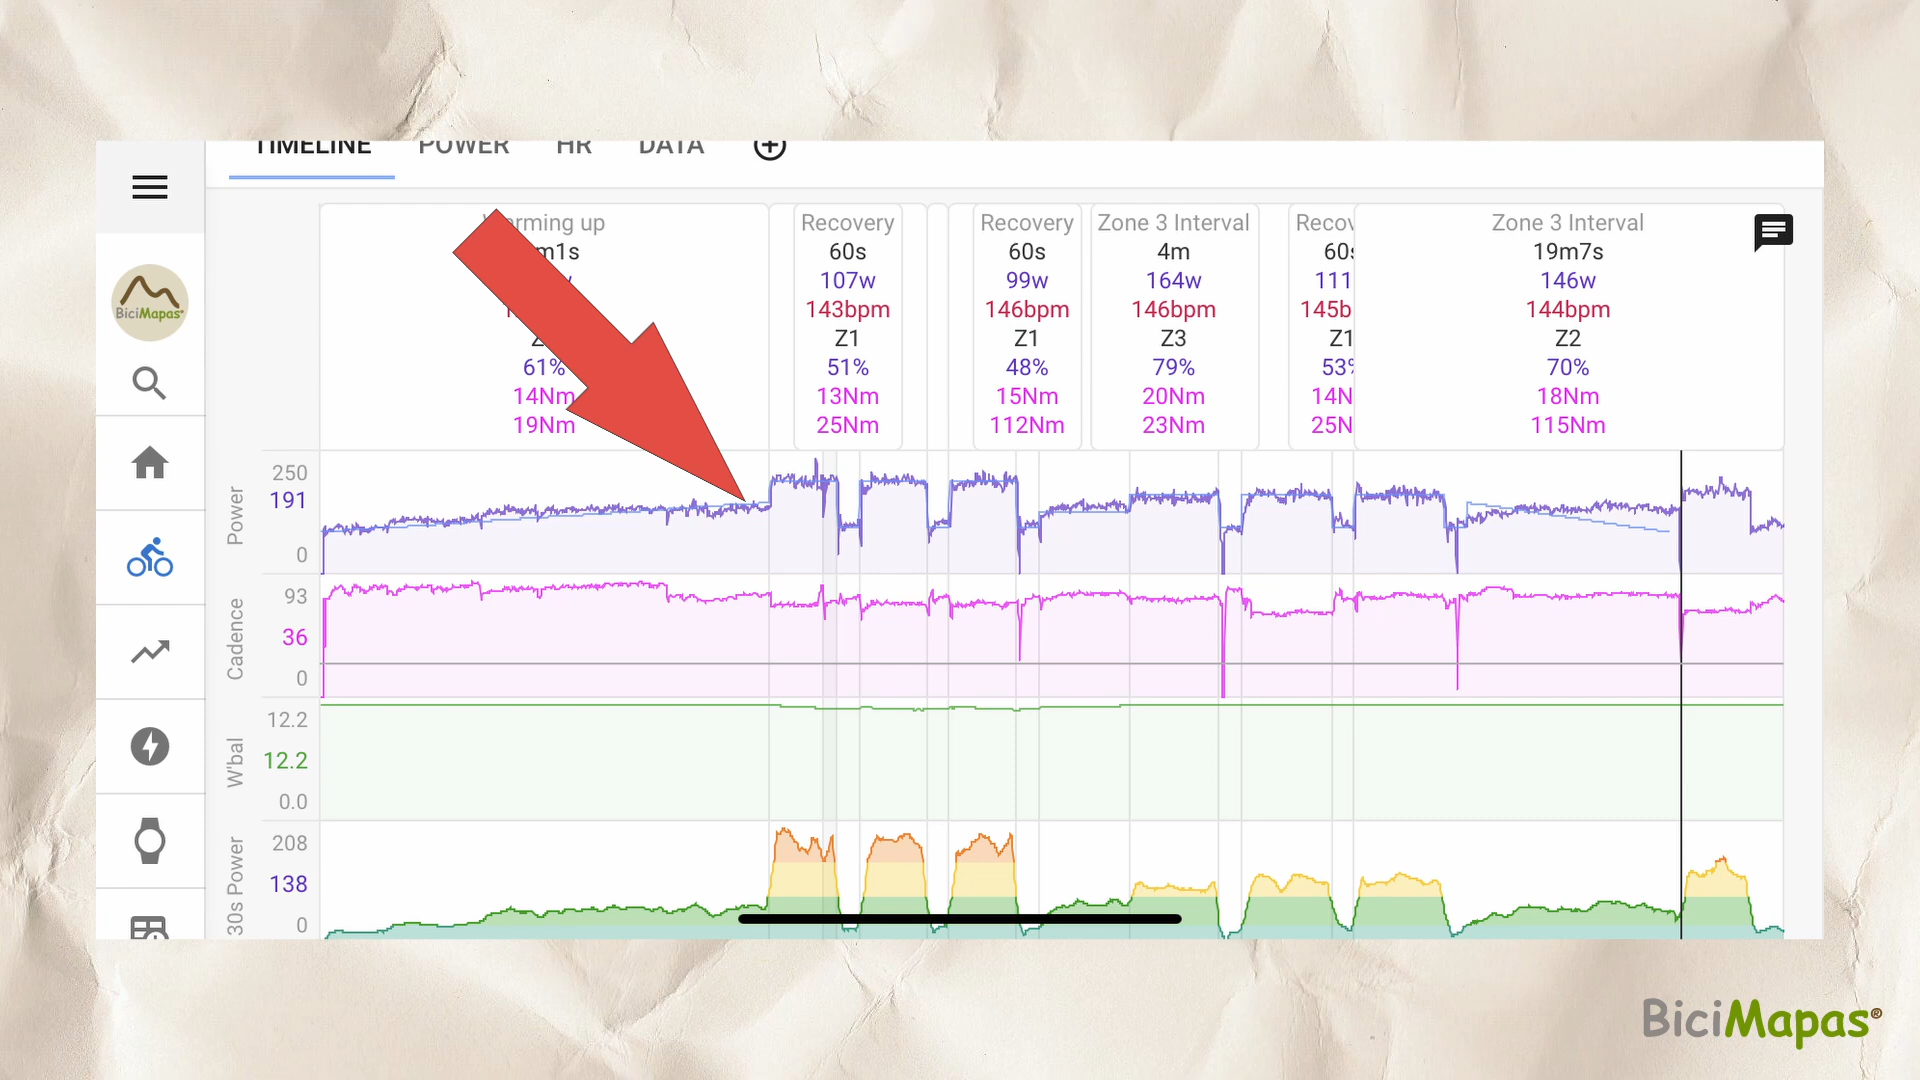 TIMELINE POWER HR DATA
BiciMapas®
rming up
m1s
61%
14Nm
19Nm
Recovery
60s
107w
143bpm
Z1
51%
13Nm
25Nm
Recovery
60s
99w
146bpm
Z1
48%
15Nm
112Nm
Zone 3 Interval
4m
164w
146bpm
Z3
79%
20Nm
23Nm
Recov
60s
111
145b
Z1
53%
14N
25N
Zone 3 Interval
19m7s
146w
144bpm
Z2
70%
18Nm
115Nm
Power
250
191
0
Cadence
93
36
0
W'bal
12.2
12.2
0.0
30s Power
208
138
0
BiciMapas®